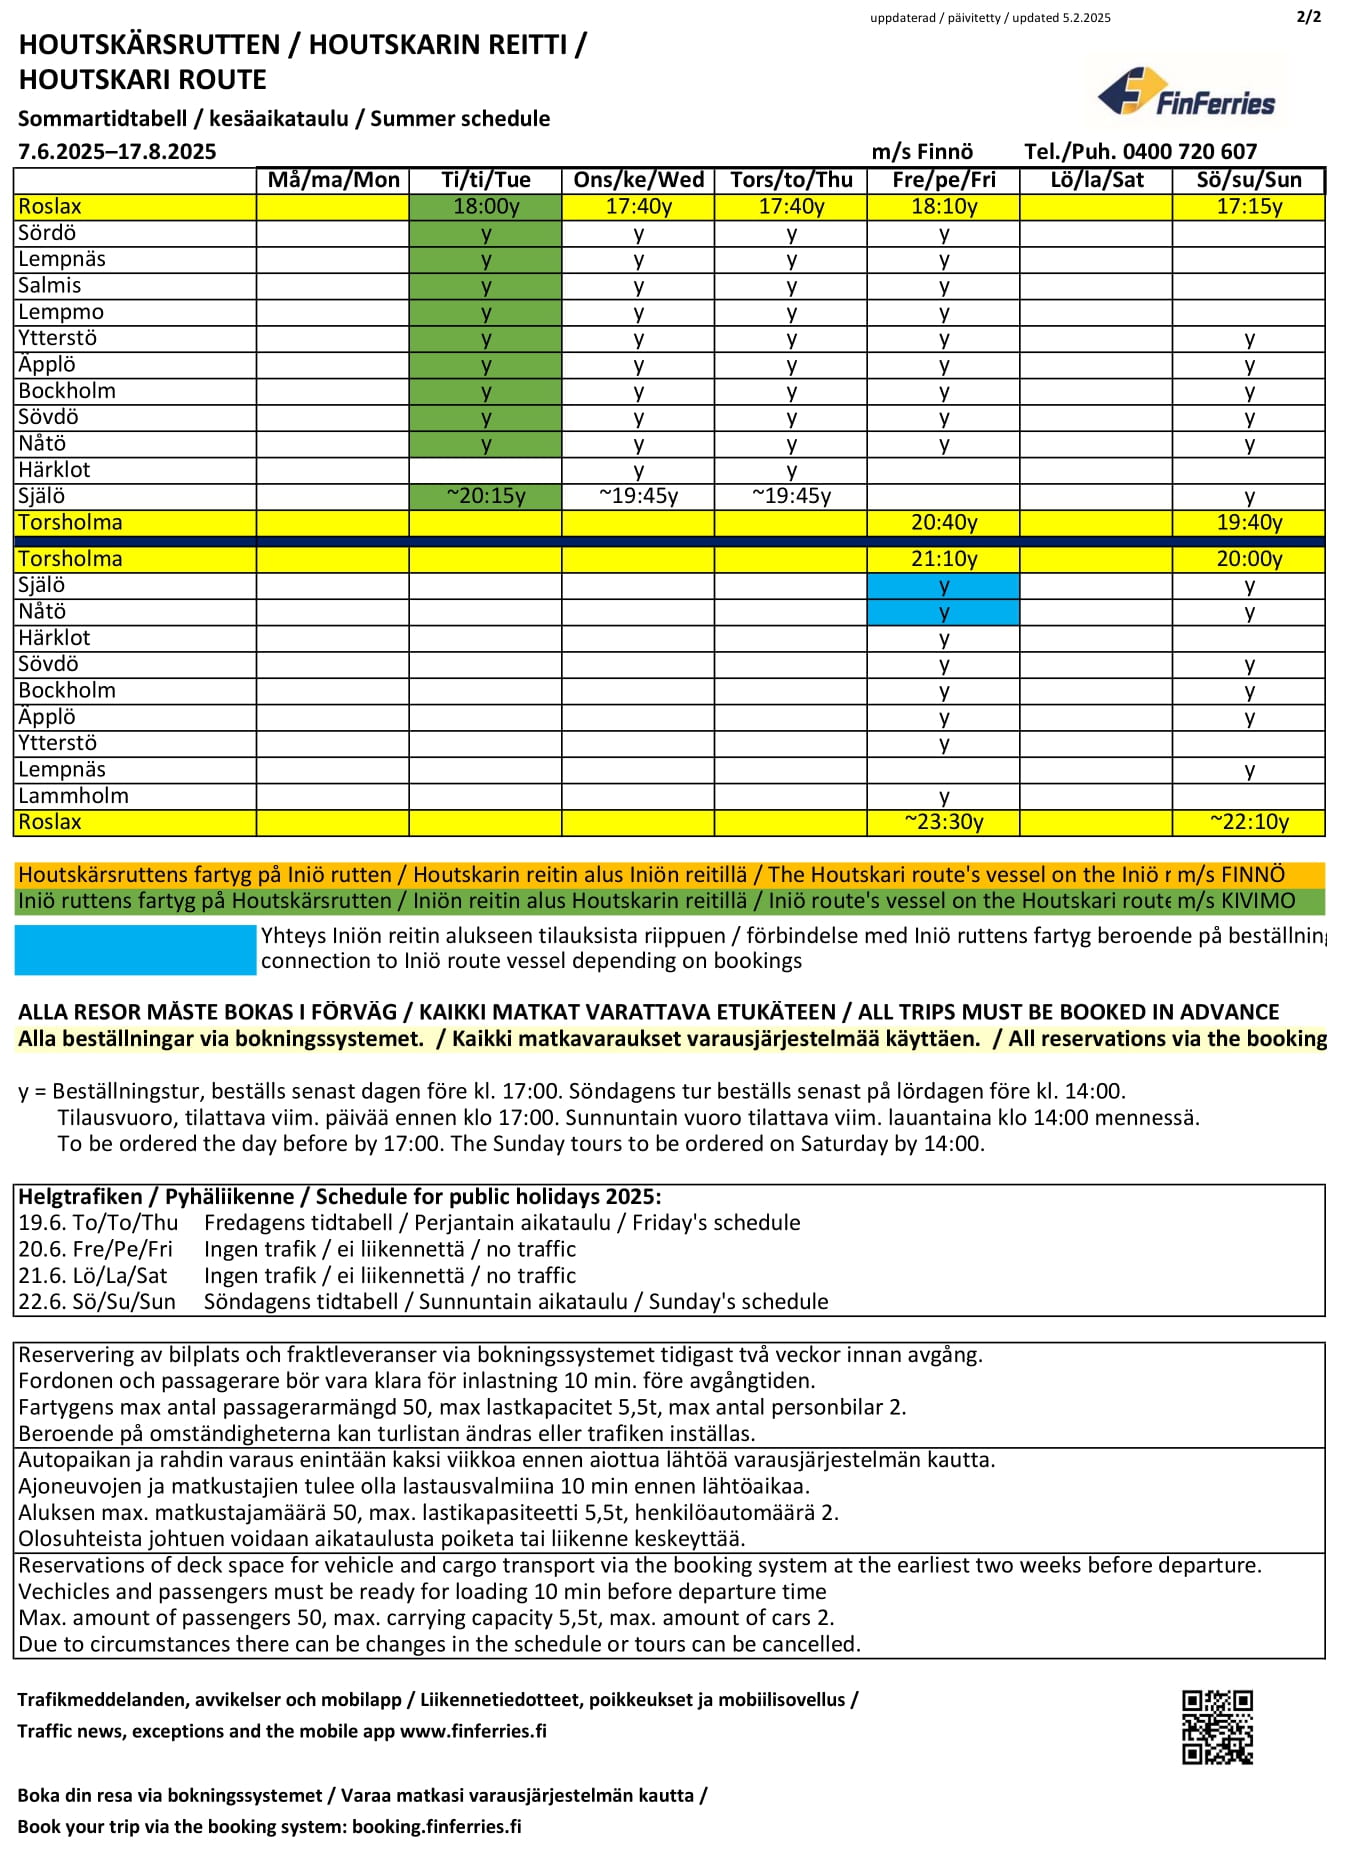 uppdaterad / päivitetty / updated 5.2.2025 2/2
HOUTSKÄRSRUTTEN / HOUTSKARIN REITTI /
HOUTSKARI ROUTE
FinFerries
Sommartidtabell / kesäaikataulu / Summer schedule
7.6.2025–17.8.2025 m/s Finnö Tel./Puh. 0400 720 607
Må/ma/Mon Ti/ti/Tue Ons/ke/Wed Tors/to/Thu Fre/pe/Fri Lö/la/Sat Sö/su/Sun
Roslax 18:00y 17:40y 17:40y 18:10y 17:15y
Sördö y y y y
Lempnäs y y y y
Salmis y y y y
Lempmo y y y y
Ytterstö y y y y y
Äpplö y y y y y
Bockholm y y y y y
Sövdö y y y y y
Nåtö y y y y y
Härklot y y
Själö ~20:15y ~19:45y ~19:45y y
Torsholma 20:40y 19:40y
Torsholma 21:10y 20:00y
Själö y y
Nåtö y y
Härklot y
Sövdö y y
Bockholm y y
Äpplö y y
Ytterstö y
Lempnäs y
Lammholm y
Roslax ~23:30y ~22:10y
Houtskärsruttens fartyg på Iniö rutten / Houtskarin reitin alus Iniön reitillä / The Houtskari route's vessel on the Iniö r m/s FINNÖ
Iniö ruttens fartyg på Houtskärsrutten / Iniön reitin alus Houtskarin reitillä / Iniö route's vessel on the Houtskari route m/s KIVIMO
Yhteys Iniön reitin alukseen tilauksista riippuen / förbindelse med Iniö ruttens fartyg beroende på beställning
connection to Iniö route vessel depending on bookings
ALLA RESOR MÅSTE BOKAS I FÖRVÄG / KAIKKI MATKAT VARATTAVA ETUKÄTEEN / ALL TRIPS MUST BE BOOKED IN ADVANCE
Alla beställningar via bokningssystemet. / Kaikki matkavaraukset varausjärjestelmää käyttäen. / All reservations via the booking
y = Beställningstur, beställs senast dagen före kl. 17:00. Söndagens tur beställs senast på lördagen före kl. 14:00.
Tilausvuoro, tilattava viim. päivää ennen klo 17:00. Sunnuntain vuoro tilattava viim. lauantaina klo 14:00 mennessä.
To be ordered the day before by 17:00. The Sunday tours to be ordered on Saturday by 14:00.
Helgtrafiken / Pyhäliikenne / Schedule for public holidays 2025:
19.6. To/To/Thu Fredagens tidtabell / Perjantain aikataulu / Friday's schedule
20.6. Fre/Pe/Fri Ingen trafik / ei liikennettä / no traffic
21.6. Lö/La/Sat Ingen trafik / ei liikennettä / no traffic
22.6. Sö/Su/Sun Söndagens tidtabell / Sunnuntain aikataulu / Sunday's schedule
Reservering av bilplats och fraktleveranser via bokningssystemet tidigast två veckor innan avgång.
Fordonen och passagerare bör vara klara för inlastning 10 min. före avgångtiden.
Fartygens max antal passagerarmängd 50, max lastkapacitet 5,5t, max antal personbilar 2.
Beroende på omständigheterna kan turlistan ändras eller trafiken inställas.
Autopaikan ja rahdin varaus enintään kaksi viikkoa ennen aiottua lähtöä varausjärjestelmän kautta.
Ajoneuvojen ja matkustajien tulee olla lastausvalmiina 10 min ennen lähtöaikaa.
Aluksen max. matkustajamäärä 50, max. lastikapasiteetti 5,5t, henkilöautomäärä 2.
Olosuhteista johtuen voidaan aikataulusta poiketa tai liikenne keskeyttää.
Reservations of deck space for vehicle and cargo transport via the booking system at the earliest two weeks before departure.
Vechicles and passengers must be ready for loading 10 min before departure time
Max. amount of passengers 50, max. carrying capacity 5,5t, max. amount of cars 2.
Due to circumstances there can be changes in the schedule or tours can be cancelled.
Trafikmeddelanden, avvikelser och mobilapp / Liikennetiedotteet, poikkeukset ja mobiilisovellus /
Traffic news, exceptions and the mobile app www.finferries.fi
Boka din resa via bokningssystemet / Varaa matkasi varausjärjestelmän kautta /
Book your trip via the booking system: booking.finferries.fi